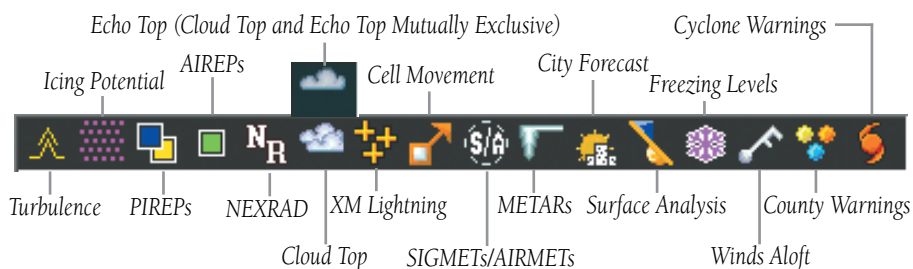 Echo Top (Cloud Top and Echo Top Mutually Exclusive)
Cyclone Warnings
AIREPs
Icing Potential
Cell Movement
City Forecast
Freezing Levels
NR
S/A
Turbulence
PIREPs
NEXRAD
XM Lightning
METARs
Surface Analysis
County Warnings
Cloud Top
SIGMETs/AIRMETs
Winds Aloft